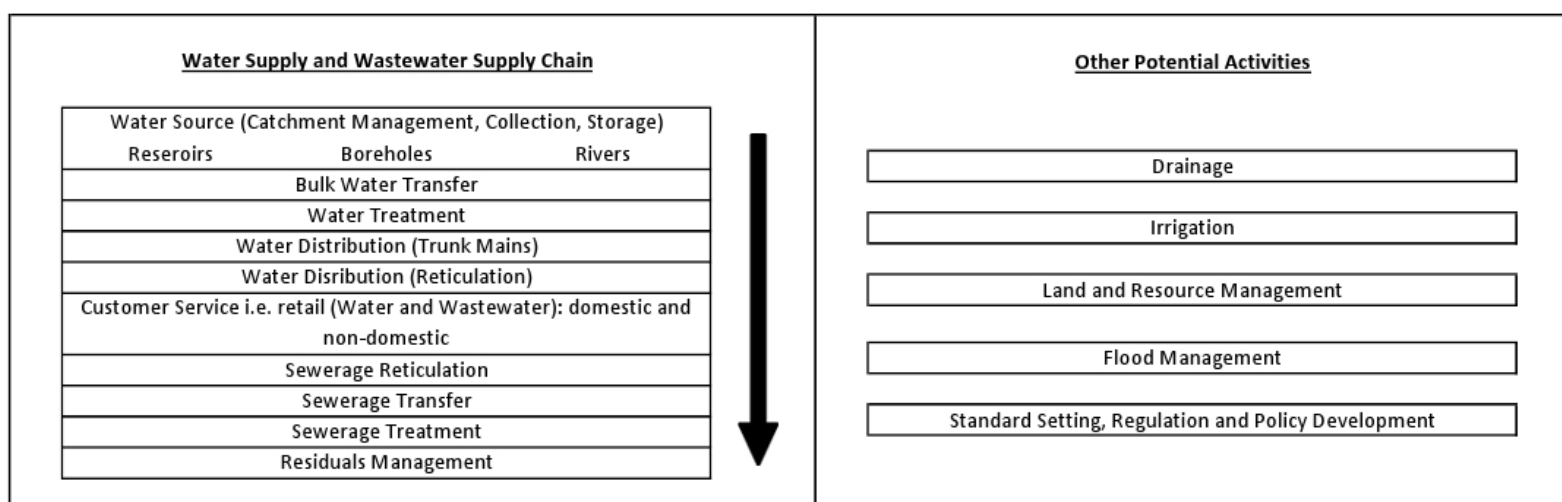 Water Supply and Wastewater Supply Chain
Water Source (Catchment Management, Collection, Storage)
Reseroirs Boreholes Rivers
Bulk Water Transfer
Water Treatment
Water Distribution (Trunk Mains)
Water Disribution (Reticulation)
Customer Service i.e. retail (Water and Wastewater): domestic and
non-domestic
Sewerage Reticulation
Sewerage Transfer
Sewerage Treatment
Residuals Management
Other Potential Activities
Drainage
Irrigation
Land and Resource Management
Flood Management
Standard Setting, Regulation and Policy Development